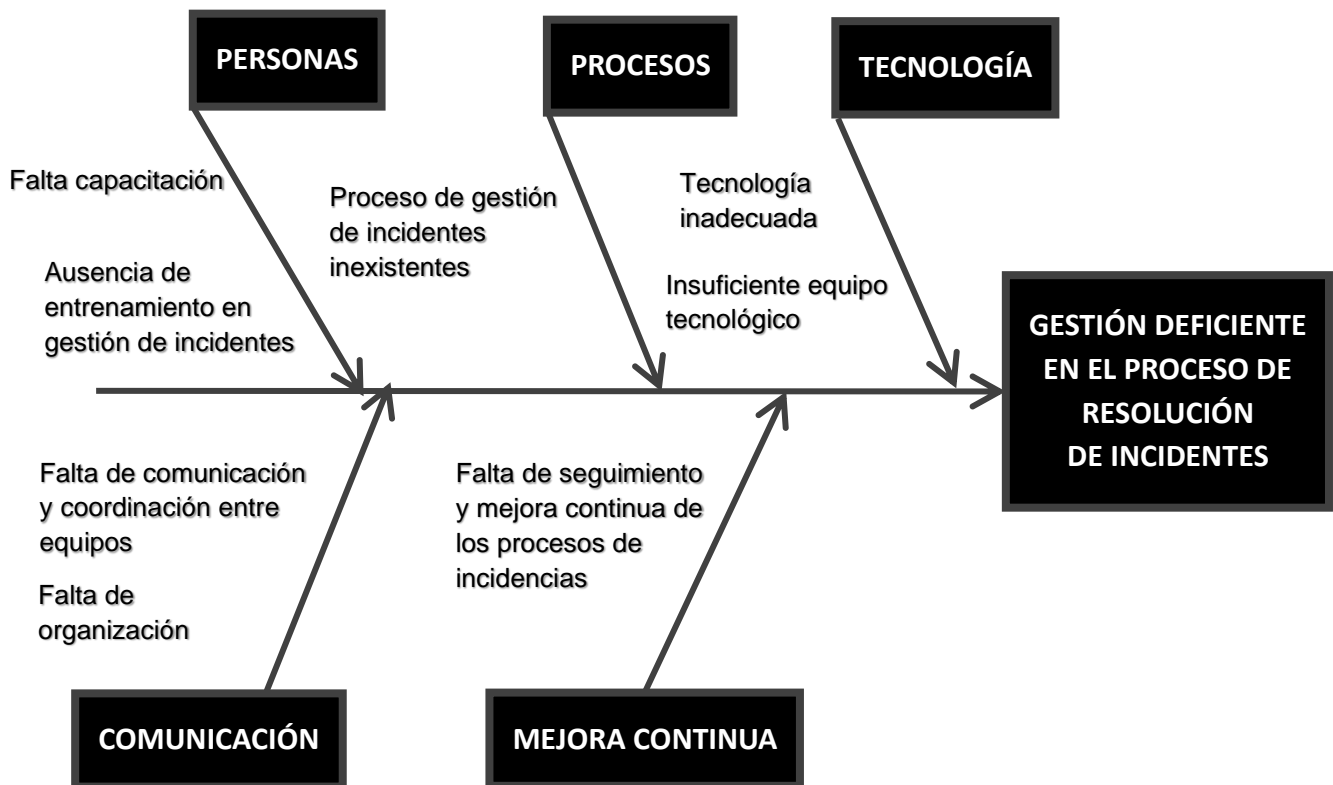 PERSONAS
PROCESOS
TECNOLOGÍA
Falta capacitación
Ausencia de
entrenamiento en
gestión de incidentes
Proceso de gestión
de incidentes
inexistentes
Tecnología
inadecuada
Insuficiente equipo
tecnológico
GESTIÓN DEFICIENTE
EN EL PROCESO DE
RESOLUCIÓN
DE INCIDENTES
Falta de comunicación
y coordinación entre
equipos
Falta de
organización
Falta de seguimiento
y mejora continua de
los procesos de
incidencias
COMUNICACIÓN
MEJORA CONTINUA